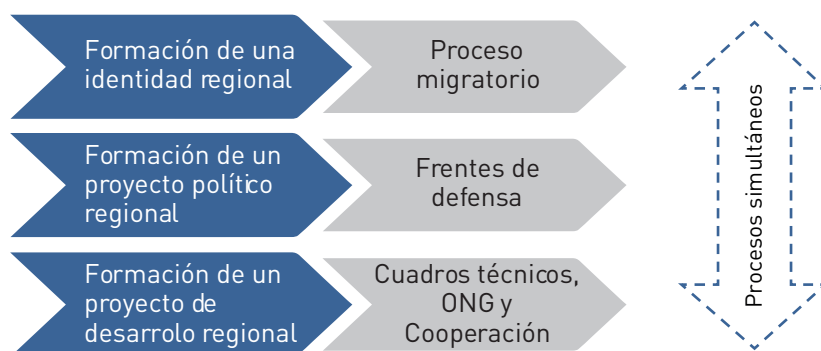 Formación de una
identidad regional
Proceso
migratorio
Formación de un
proyecto político
regional
Frentes de
defensa
Formación de un
proyecto de
desarrolo regional
Cuadros técnicos,
ONG y
Cooperación
Procesos simultáneos